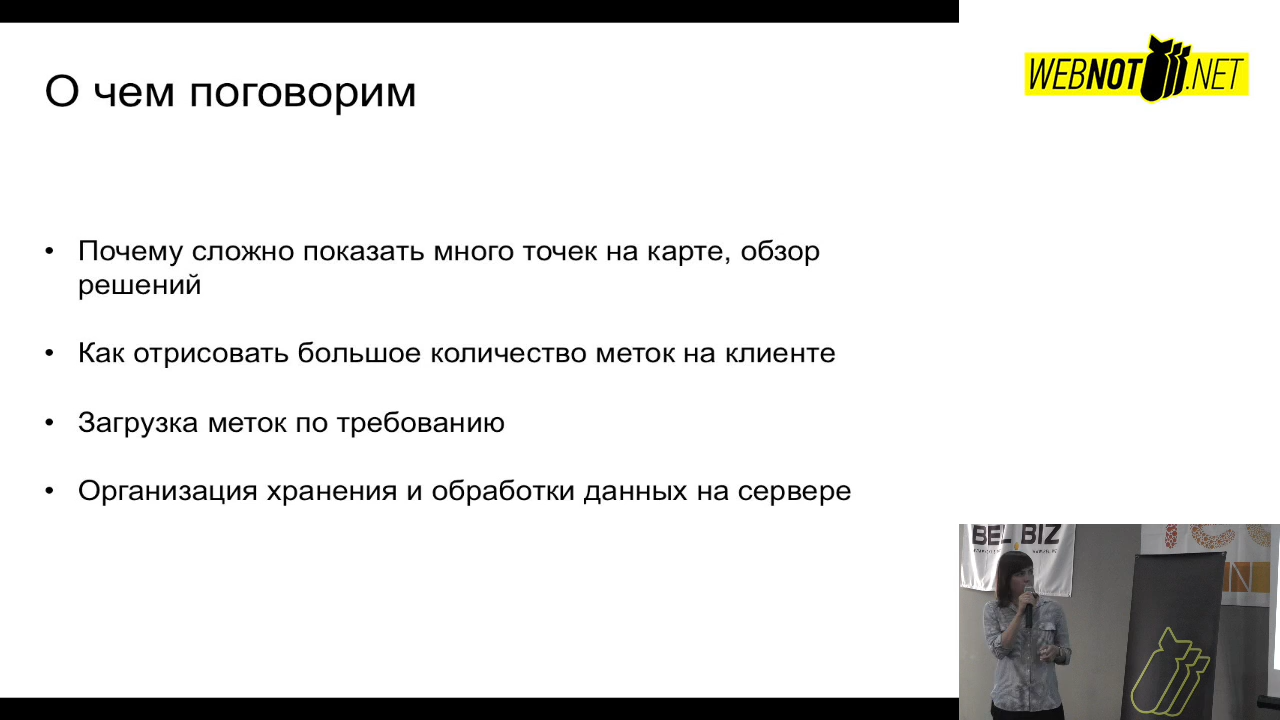 О чем поговорим
WEBNOT.NET
• Почему сложно показать много точек на карте, обзор
решений
• Как отрисовать большое количество меток на клиенте
• Загрузка меток по требованию
• Организация хранения и обработки данных на сервере
BEL BIZ